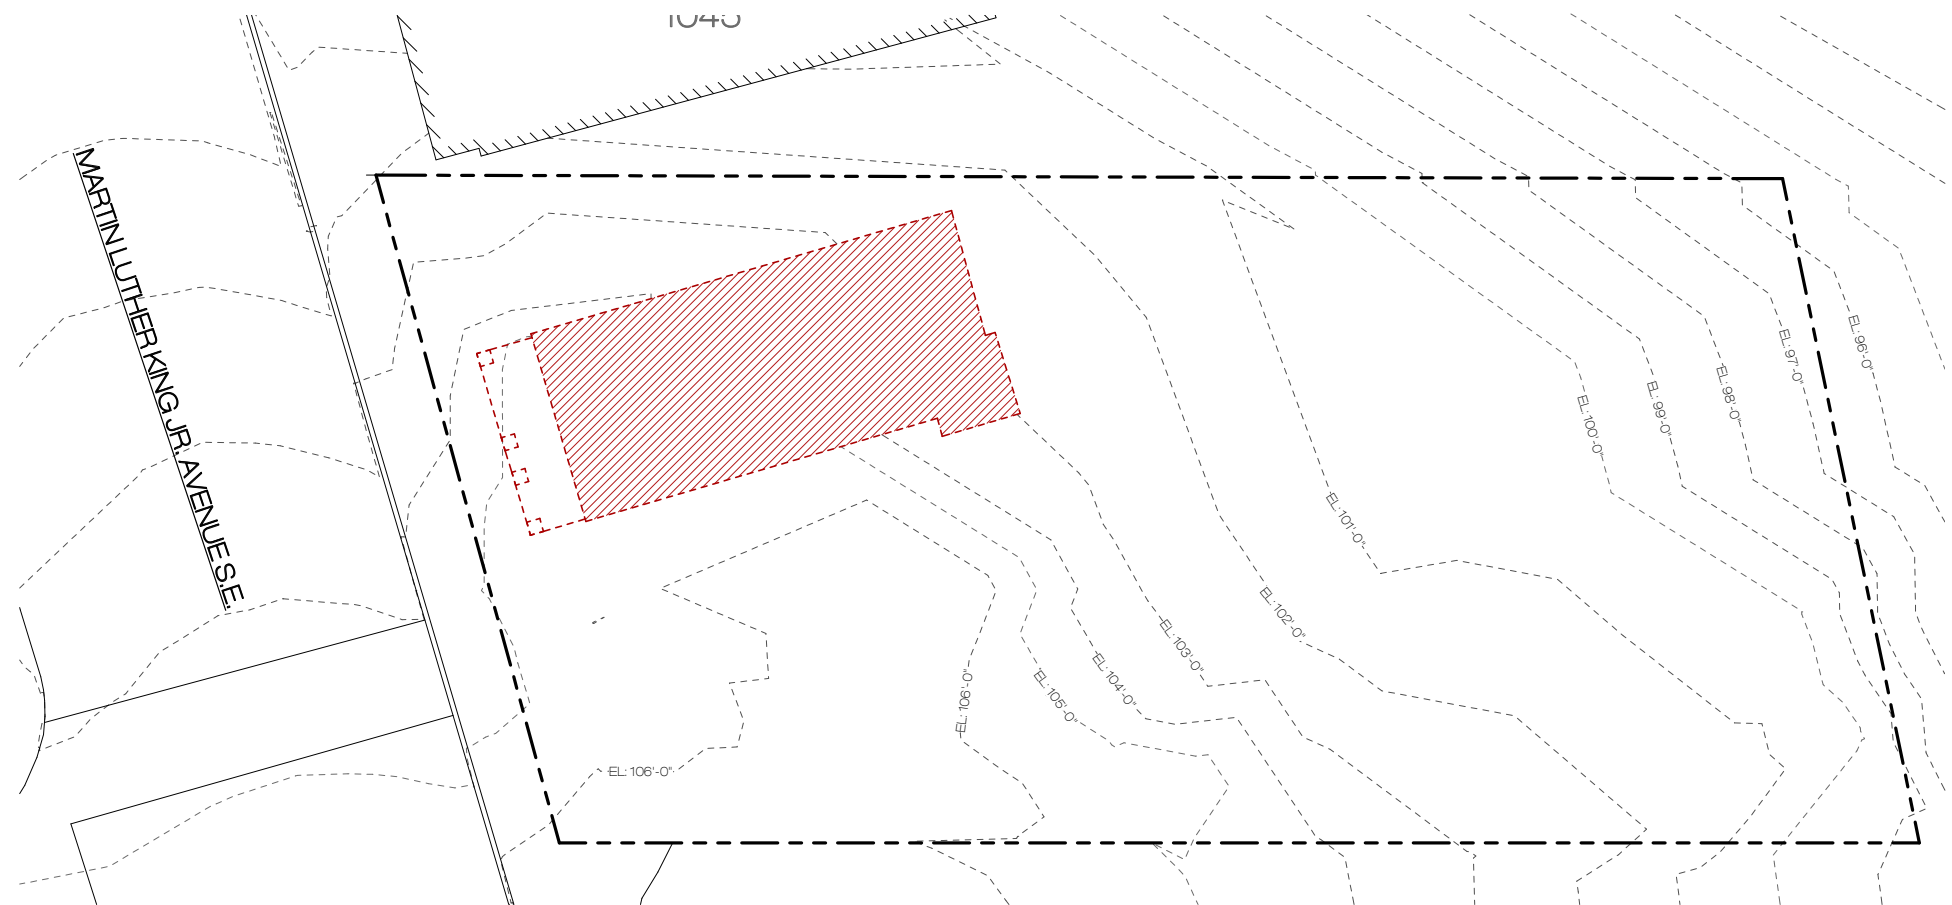 1045
MARTIN LUTHER KING JR. AVENUE S.E.
EL: 96'-0"
EL: 97'-0"
EL: 98'-0"
EL: 99'-0"
EL: 100'-0"
EL: 101'-0"
EL: 102'-0"
EL: 103'-0"
EL: 104'-0"
EL: 105'-0"
EL: 106'-0"
EL: 106'-0"